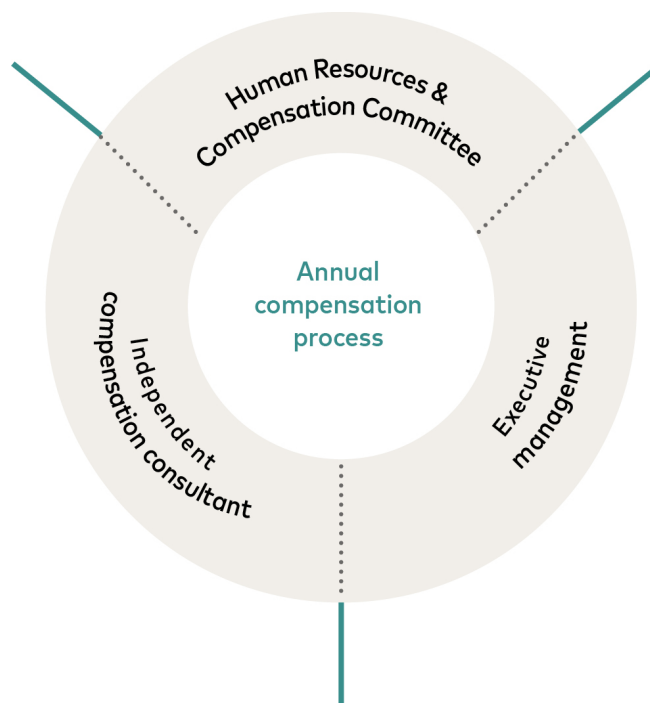 Human Resources &
Compensation Committee
Annual
compensation
process
Independent
compensation consultant
Executive
management